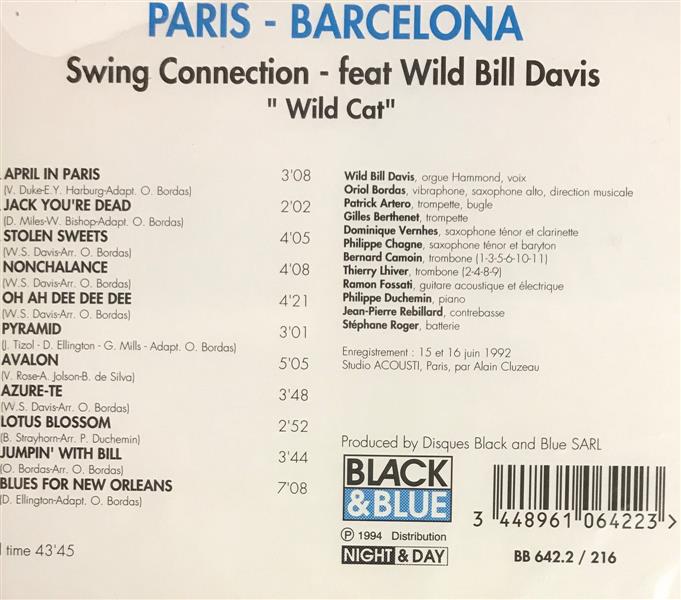 PARIS - BARCELONA
Swing Connection - feat Wild Bill Davis
" Wild Cat"
APRIL IN PARIS 3'08
(V. Duke-E.Y. Harburg-Adapt. O. Bordas)
JACK YOU'RE DEAD 2'02
(D. Miles-W. Bishop-Adapt. O. Bordas)
STOLEN SWEETS 4'05
(W.S. Davis-Arr. O. Bordas)
NONCHALANCE 4'08
(W.S. Davis-Arr. O. Bordas)
OH AH DEE DEE DEE 4'21
(W.S. Davis-Arr. O. Bordas)
PYRAMID 3'01
(J. Tizol - D. Ellington - G. Mills - Adapt O. Bordas)
AVALON 5'05
(V. Rose-A. Jolson-B. de Silva)
AZURE-TE 3'48
(W.S. Davis-Arr. O. Bordas)
LOTUS BLOSSOM 2'52
(B. Strayhorn-Arr. P. Duchemin)
JUMPIN' WITH BILL 3'44
(O. Bordas-Arr. O. Bordas)
BLUES FOR NEW ORLEANS 7'08
(D. Ellington-Adapt. O. Bordas)
time 43'45
Wild Bill Davis, orgue Hammond, voix
Oriol Bordas, vibraphone, saxophone alto, direction musicale
Patrick Artero, trompette, bugle
Gilles Berthenet, trompette
Dominique Vernhes, saxophone ténor et clarinette
Philippe Chagne, saxophone ténor et baryton
Bernard Camoin, trombone (1-3-5-6-10-11)
Thierry Lhiver, trombone (2-4-8-9)
Ramon Fossati, guitare acoustique et électrique
Philippe Duchemin, piano
Jean-Pierre Rebillard, contrebasse
Stéphane Roger, batterie
Enregistrement : 15 et 16 juin 1992
Studio ACOUSTI, Paris, par Alain Cluzeau
Produced by Disques Black and Blue SARL
BLACK
& BLUE
℗ 1994 Distribution
NIGHT & DAY
3 448961 064223 >
BB 642.2 / 216